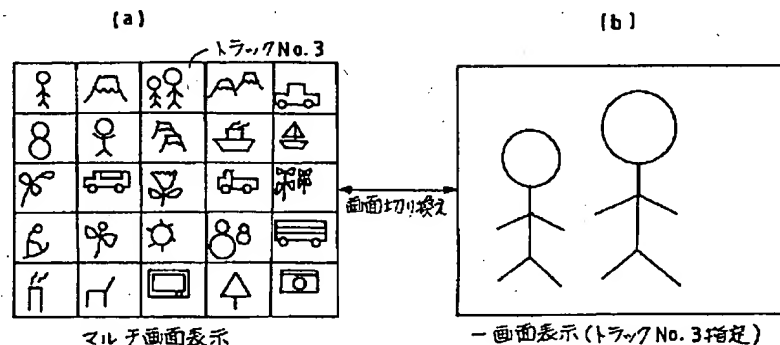 (a)
(b)
トラックNo.3
画面切り換え
マルチ画面表示
一画面表示(トラックNo.3指定)